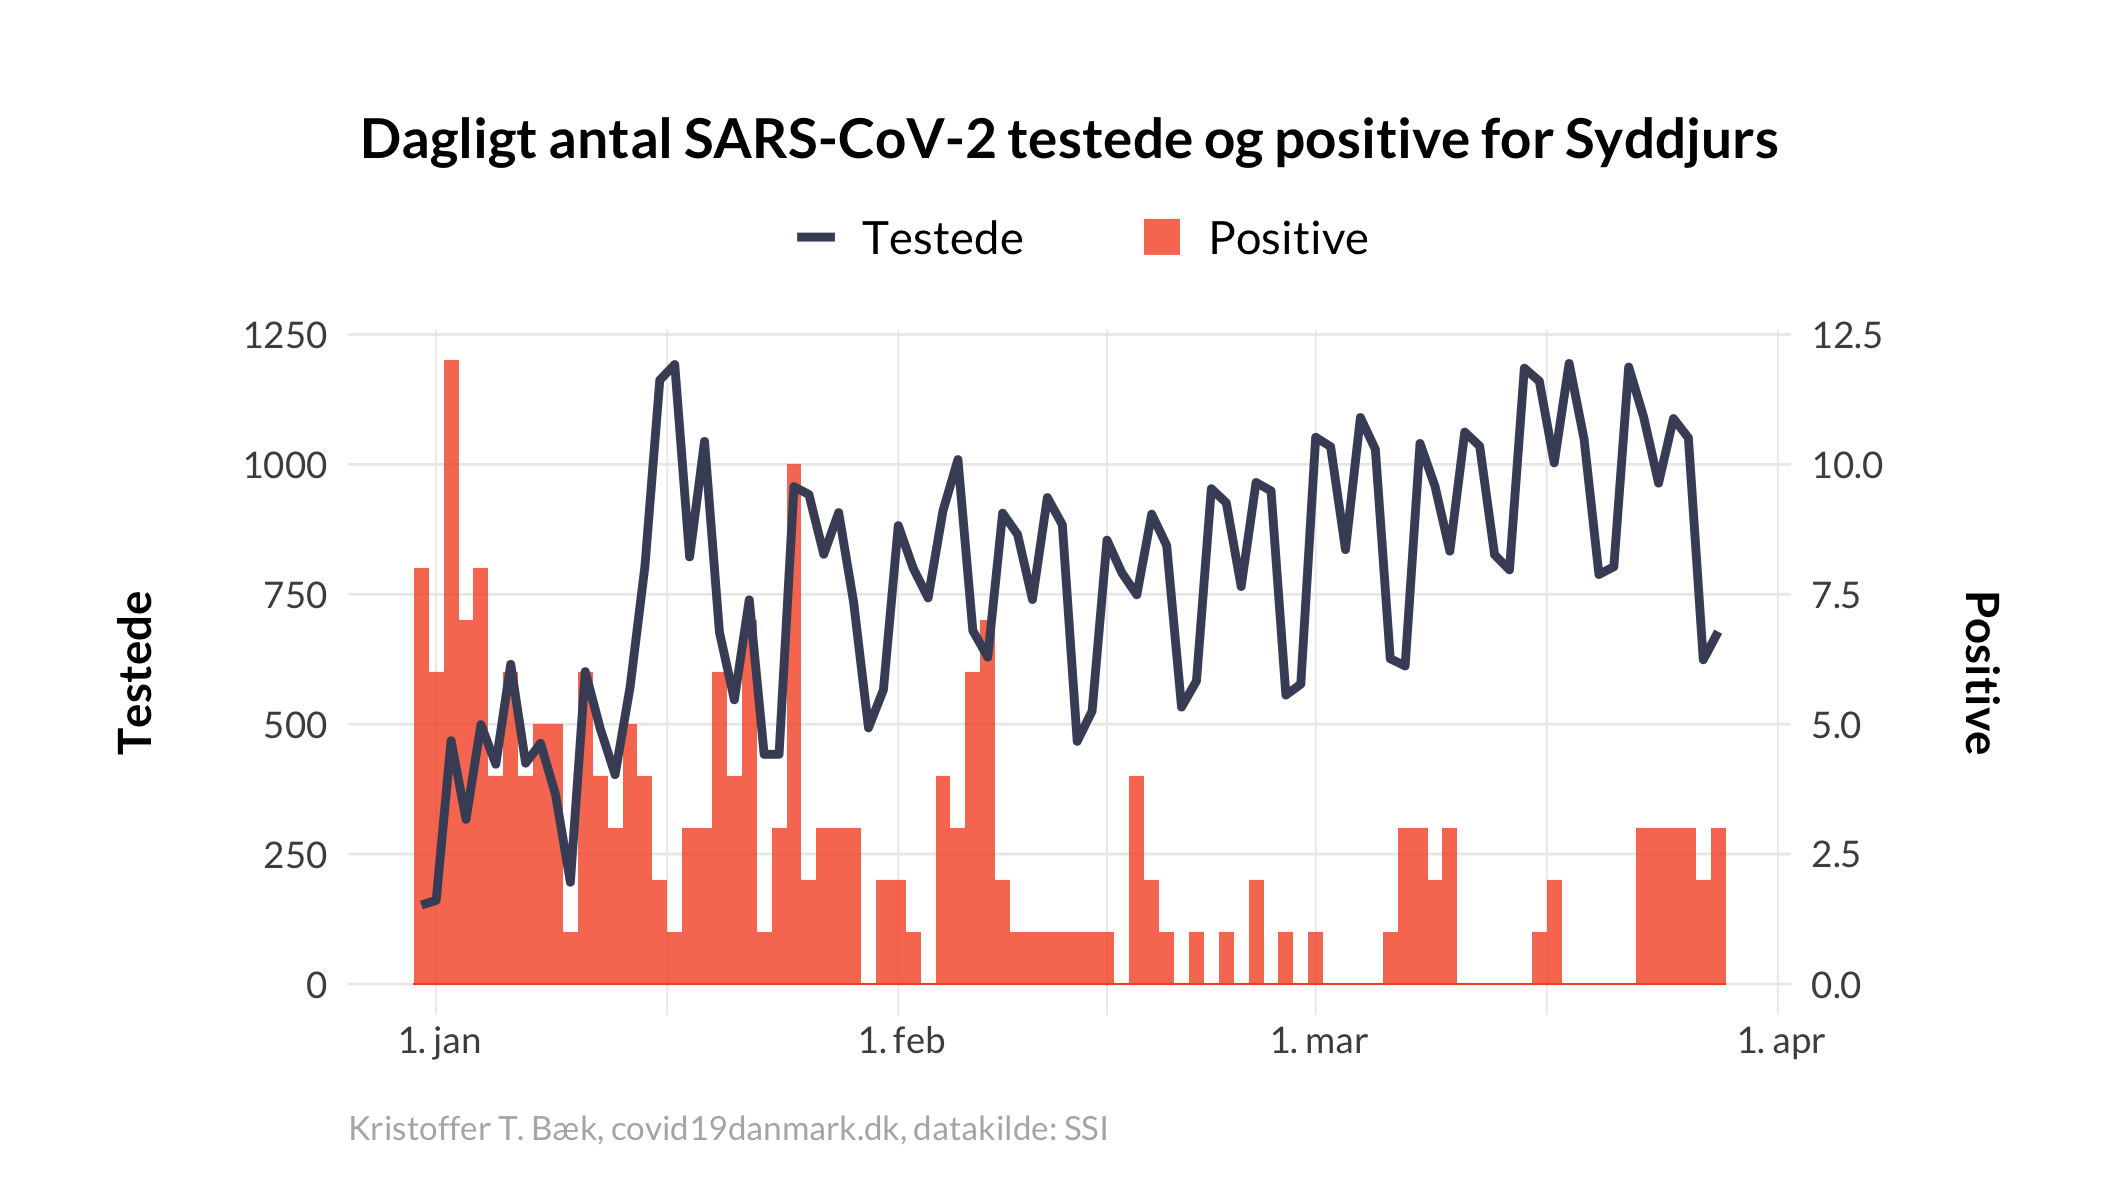 Dagligt antal SARS-CoV-2 testede og positive for Syddjurs
Testede
Positive
1250
1000
750
500
250
0
12.5
10.0
7.5
5.0
2.5
0.0
Testede
Positive
1. jan
1. feb
1. mar
1. apr
Kristoffer T. Bæk, covid19danmark.dk, datakilde: SSI